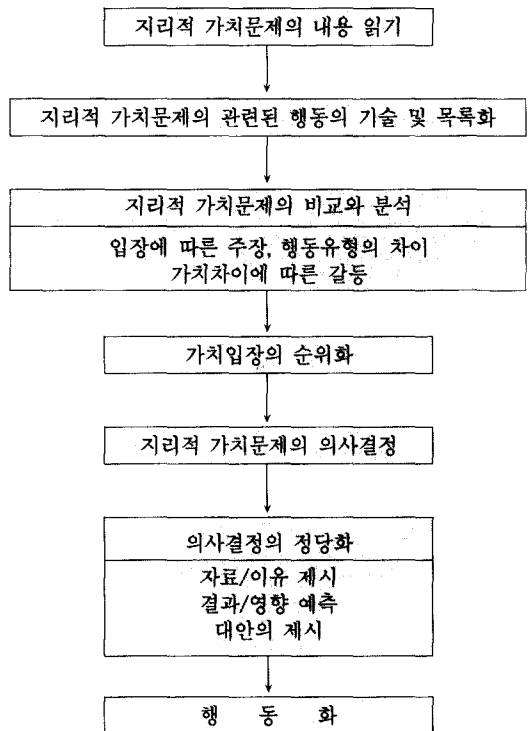 지리적 가치문제의 내용 읽기
지리적 가치문제의 관련된 행동의 기술 및 목록화
지리적 가치문제의 비교와 분석
입장에 따른 주장, 행동유형의 차이
가치차이에 따른 갈등
가치입장의 순위화
지리적 가치문제의 의사결정
의사결정의 정당화
자료/이유 제시
결과/영향 예측
대안의 제시
행 동 화